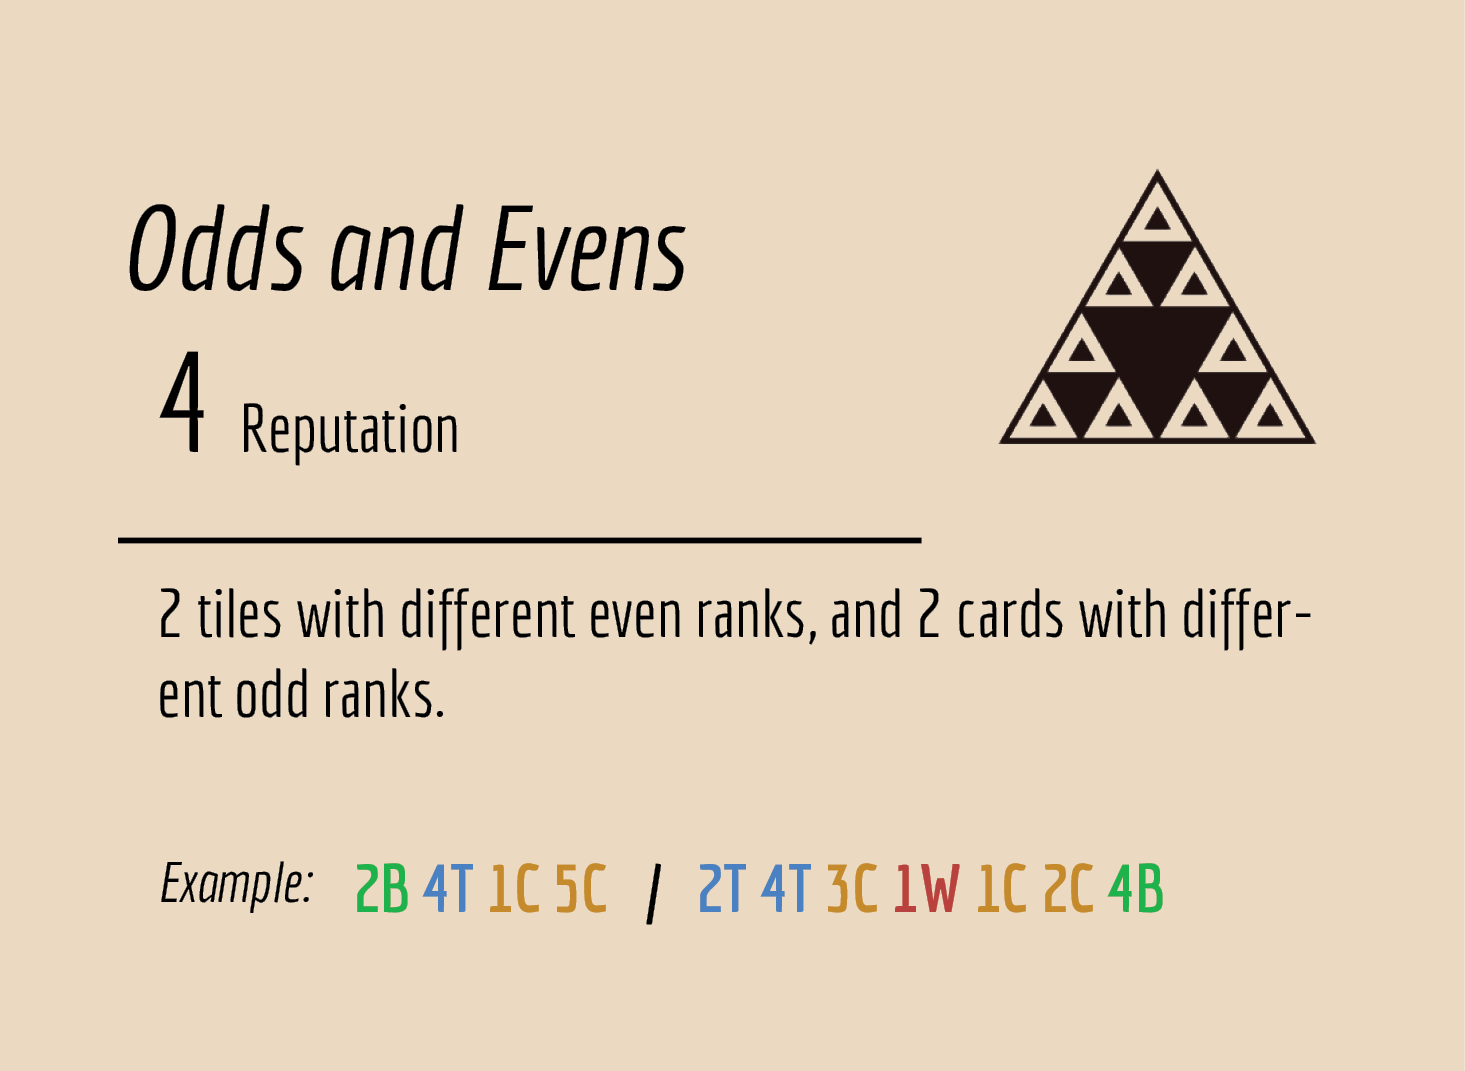 Odds and Evens
4 Reputation
2 tiles with different even ranks, and 2 cards with differ-
ent odd ranks.
Example: 2B 4T 1C 5C / 2T 4T 3C 1W 1C 2C 4B